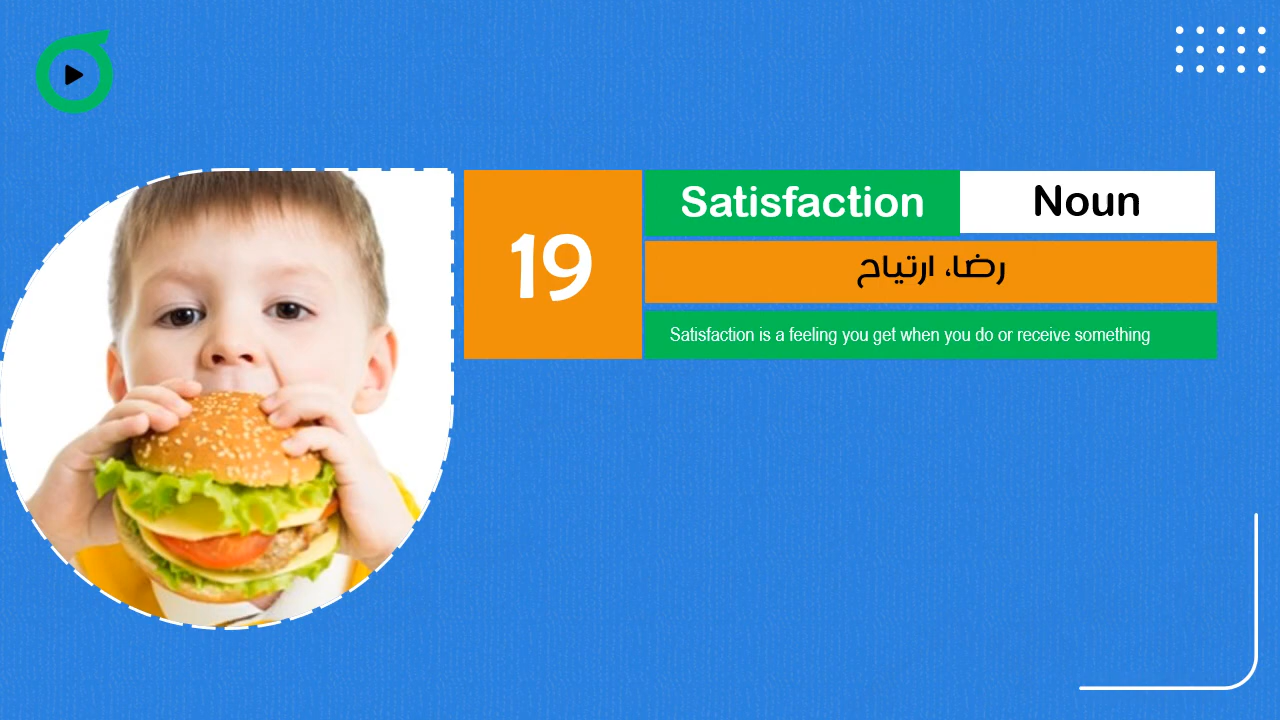 19
Satisfaction
Noun
رضا، ارتياح
Satisfaction is a feeling you get when you do or receive something